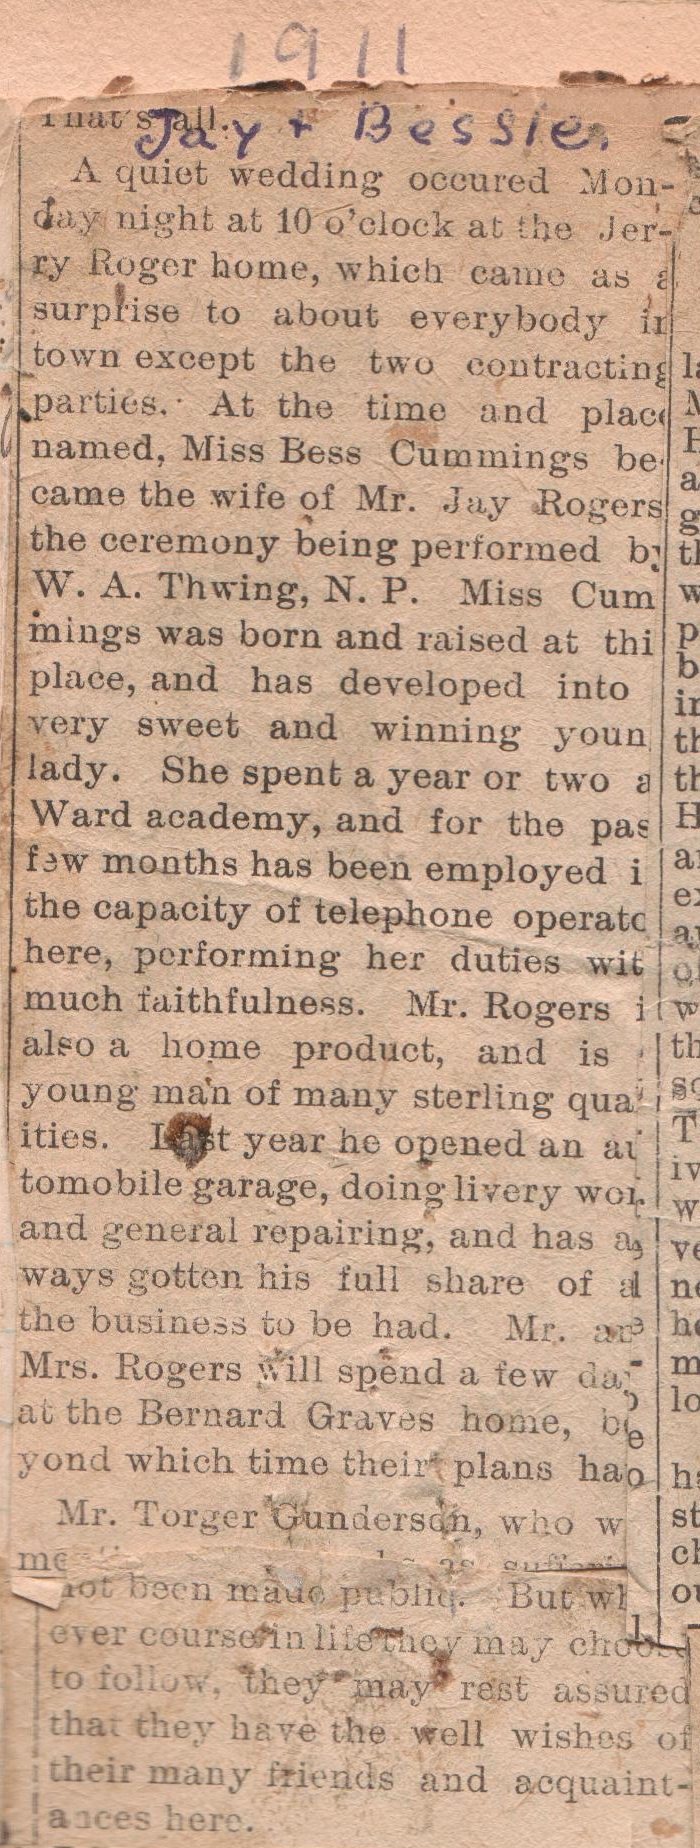 1911
That's all.
Jay + Bessie.
A quiet wedding occured Mon-
day night at 10 o'clock at the Jer-
ry Roger home, which came as a
surprise to about everybody in
town except the two contracting
parties. At the time and place
named, Miss Bess Cummings be-
came the wife of Mr. Jay Rogers
the ceremony being performed by
W. A. Thwing, N. P. Miss Cum
mings was born and raised at thi
place, and has developed into
very sweet and winning youn
lady. She spent a year or two a
Ward academy, and for the pas
few months has been employed i
the capacity of telephone operato
here, performing her duties wit
much faithfulness. Mr. Rogers i
also a home product, and is
young man of many sterling qua
ities. Last year he opened an au
tomobile garage, doing livery wor
and general repairing, and has a
ways gotten his full share of al
the business to be had. Mr. an
Mrs. Rogers will spend a few da
at the Bernard Graves home, be
yond which time their plans ha
Mr. Torger Gunderson, who w
not been made public. But wh
ever course in life they may choose
to follow, they may rest assured
that they have the well wishes of
their many friends and acquaint-
ances here.